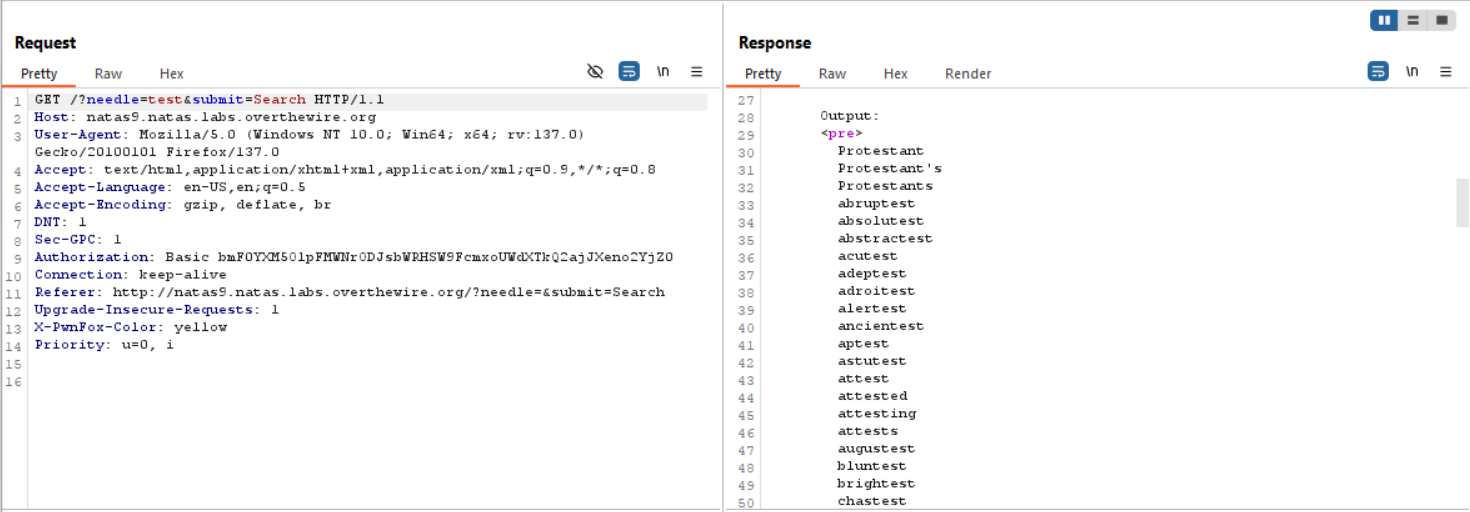 Request
Pretty Raw Hex \n
1 GET /?needle=test&submit=Search HTTP/1.1
2 Host: natas9.natas.labs.overthewire.org
3 User-Agent: Mozilla/5.0 (Windows NT 10.0; Win64; x64; rv:137.0)
Gecko/20100101 Firefox/137.0
4 Accept: text/html,application/xhtml+xml,application/xml;q=0.9,*/*;q=0.8
5 Accept-Language: en-US,en;q=0.5
6 Accept-Encoding: gzip, deflate, br
7 DNT: 1
8 Sec-GPC: 1
9 Authorization: Basic
10 Connection: keep-alive
11 Referer: http://natas9.natas.labs.overthewire.org/?needle=&submit=Search
12 Upgrade-Insecure-Requests: 1
13 X-PwnFox-Color: yellow
14 Priority: u=0, i
15
16
Response
Pretty Raw Hex Render \n
27
28 Output:
29 <pre>
30 Protestant
31 Protestant's
32 Protestants
33 abruptest
34 absolutest
35 abstractest
36 acutest
37 adeptest
38 adroitest
39 alertest
40 ancientest
41 aptest
42 astutest
43 attest
44 attested
45 attesting
46 attests
47 augustest
48 bluntest
49 brightest
50 chastest